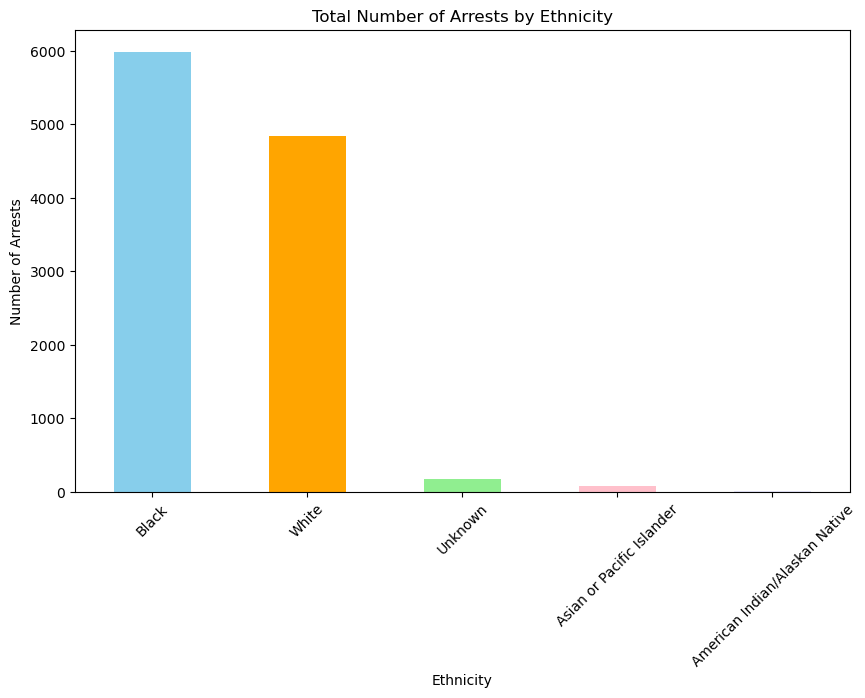 Total Number of Arrests by Ethnicity
Number of Arrests
6000
5000
4000
3000
2000
1000
0
Black
White
Unknown
Asian or Pacific Islander
American Indian/Alaskan Native
Ethnicity